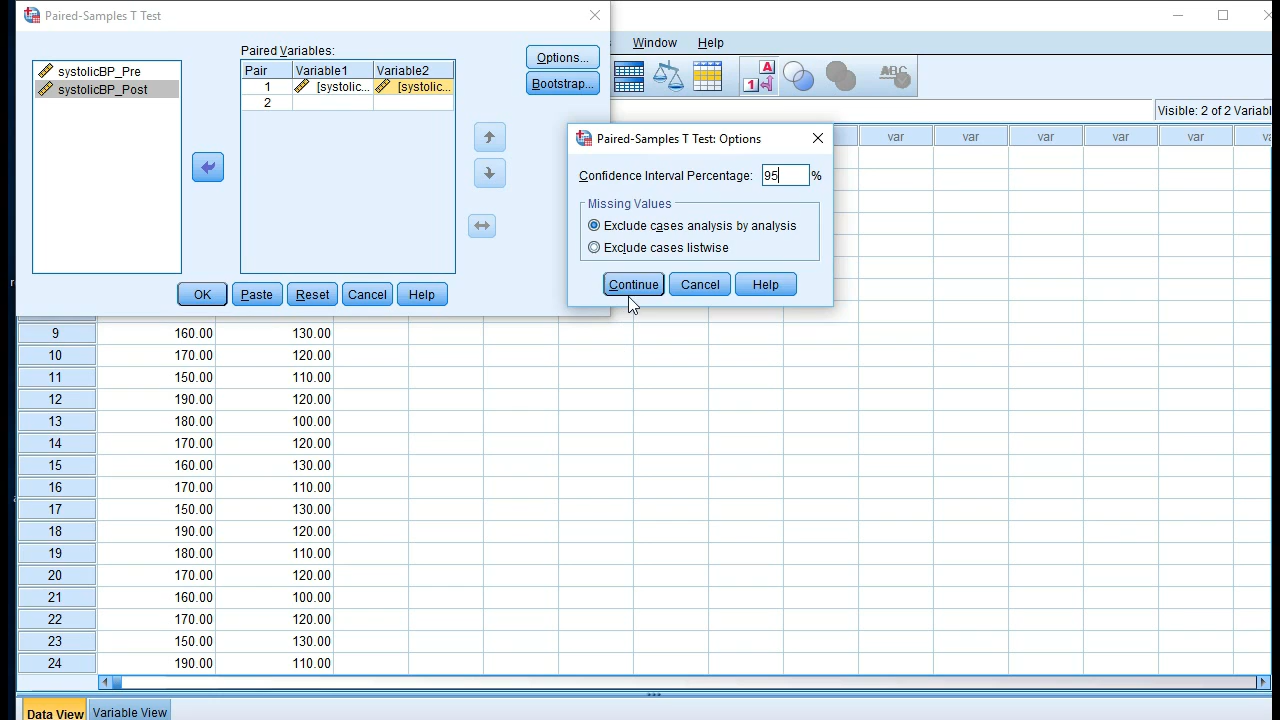 Paired-Samples T Test
Paired Variables:
systolicBP_Pre
systolicBP_Post
Pair Variable1 Variable2
1 [systolic... [systolic...
2
Options...
Bootstrap...
OK Paste Reset Cancel Help
Window Help
A
1
ABC
Visible: 2 of 2 Variabl
var var var var var va
Paired-Samples T Test: Options
Confidence Interval Percentage: 95 %
Missing Values
Exclude cases analysis by analysis
Exclude cases listwise
Continue Cancel Help
9 160.00 130.00
10 170.00 120.00
11 150.00 110.00
12 190.00 120.00
13 180.00 100.00
14 170.00 120.00
15 160.00 130.00
16 170.00 110.00
17 150.00 130.00
18 190.00 120.00
19 180.00 110.00
20 170.00 120.00
21 160.00 100.00
22 170.00 120.00
23 150.00 130.00
24 190.00 110.00
Data View Variable View